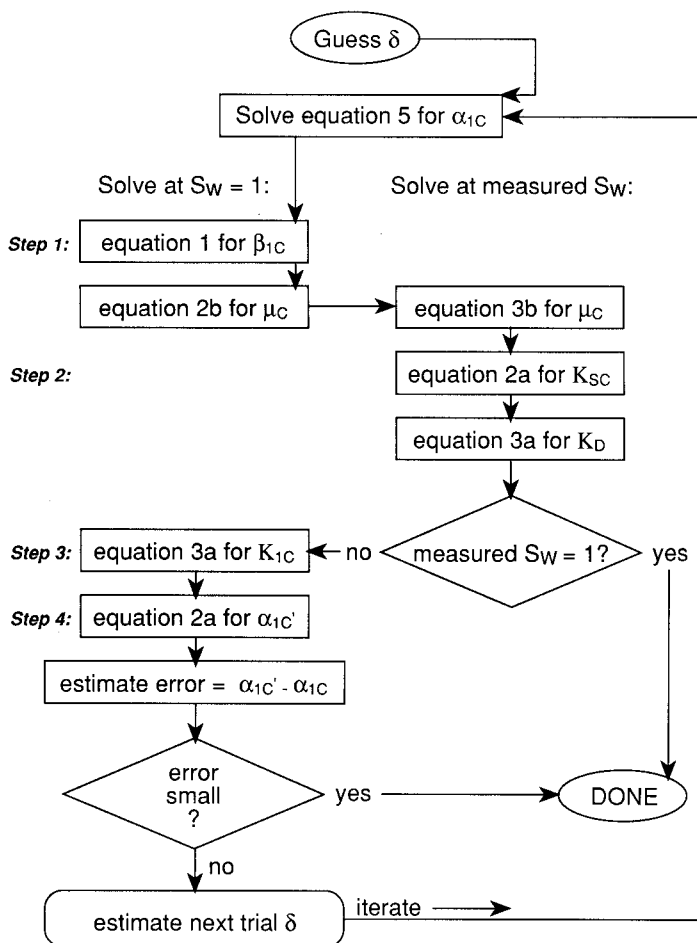 Guess δ
Solve equation 5 for α1C
Solve at SW = 1:
Solve at measured SW:
Step 1: equation 1 for β1C
equation 2b for μC
equation 3b for μC
Step 2: equation 2a for KSC
equation 3a for KD
Step 3: equation 3a for K1C
no
measured SW = 1?
yes
Step 4: equation 2a for α1C'
estimate error = α1C' - α1C
error
small
?
yes
DONE
no
estimate next trial δ
iterate